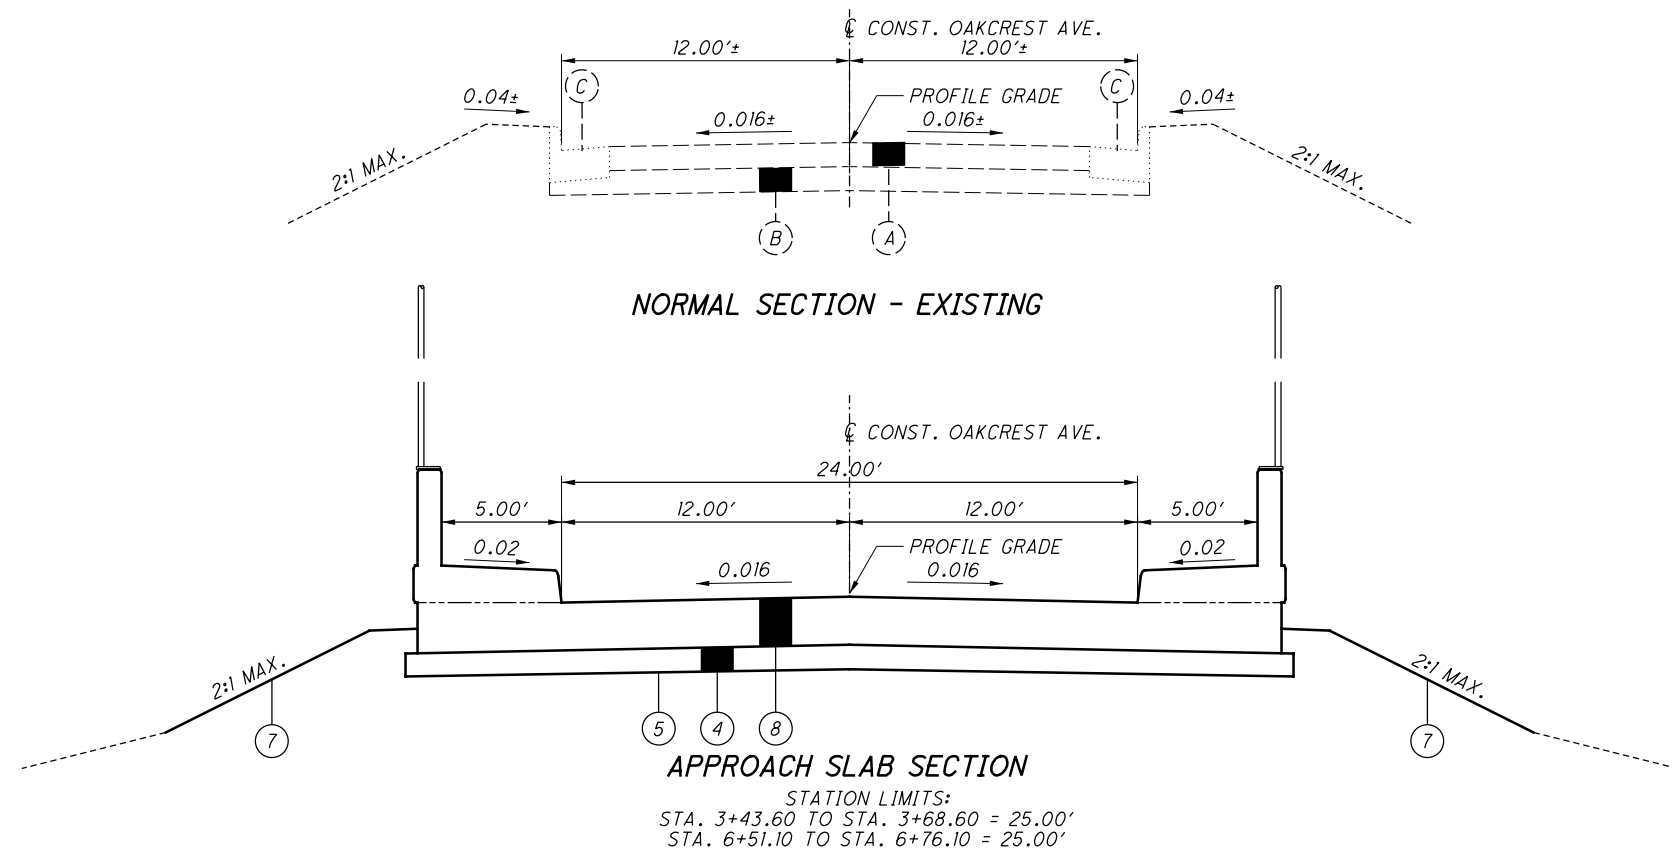 ℄ CONST. OAKCREST AVE.
12.00'± 12.00'±
C C
0.04± 0.04±
PROFILE GRADE
0.016± 0.016±
2:1 MAX. 2:1 MAX.
B A
NORMAL SECTION - EXISTING
℄ CONST. OAKCREST AVE.
24.00'
5.00' 12.00' 12.00' 5.00'
0.02 PROFILE GRADE 0.02
0.016 0.016
2:1 MAX. 2:1 MAX.
7 5 4 8 7
APPROACH SLAB SECTION
STATION LIMITS:
STA. 3+43.60 TO STA. 3+68.60 = 25.00'
STA. 6+51.10 TO STA. 6+76.10 = 25.00'